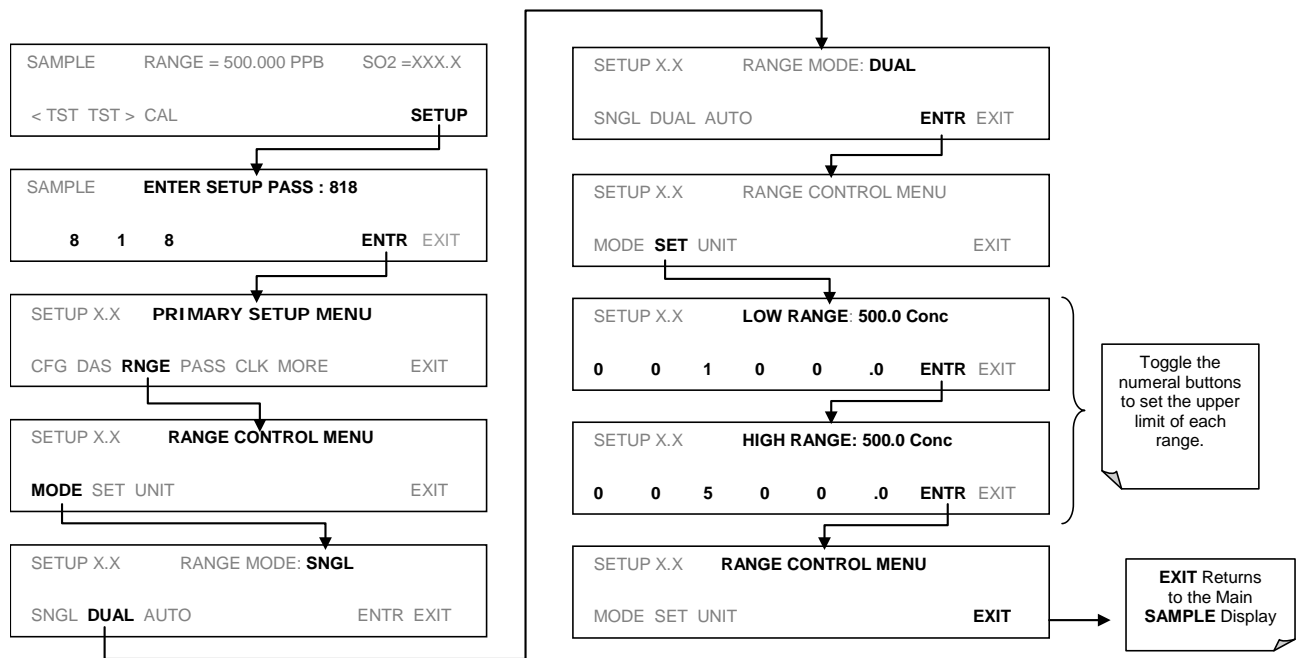 SAMPLE RANGE = 500.000 PPB SO2 =XXX.X
< TST TST > CAL SETUP
SAMPLE ENTER SETUP PASS : 818
8 1 8 ENTR EXIT
SETUP X.X PRIMARY SETUP MENU
CFG DAS RNGE PASS CLK MORE EXIT
SETUP X.X RANGE CONTROL MENU
MODE SET UNIT EXIT
SETUP X.X RANGE MODE: SNGL
SNGL DUAL AUTO ENTR EXIT
SETUP X.X RANGE MODE: DUAL
SNGL DUAL AUTO ENTR EXIT
SETUP X.X RANGE CONTROL MENU
MODE SET UNIT EXIT
SETUP X.X LOW RANGE: 500.0 Conc
0 0 1 0 0 .0 ENTR EXIT
SETUP X.X HIGH RANGE: 500.0 Conc
0 0 5 0 0 .0 ENTR EXIT
Toggle the
numeral buttons
to set the upper
limit of each
range.
SETUP X.X RANGE CONTROL MENU
MODE SET UNIT EXIT
EXIT Returns
to the Main
SAMPLE Display